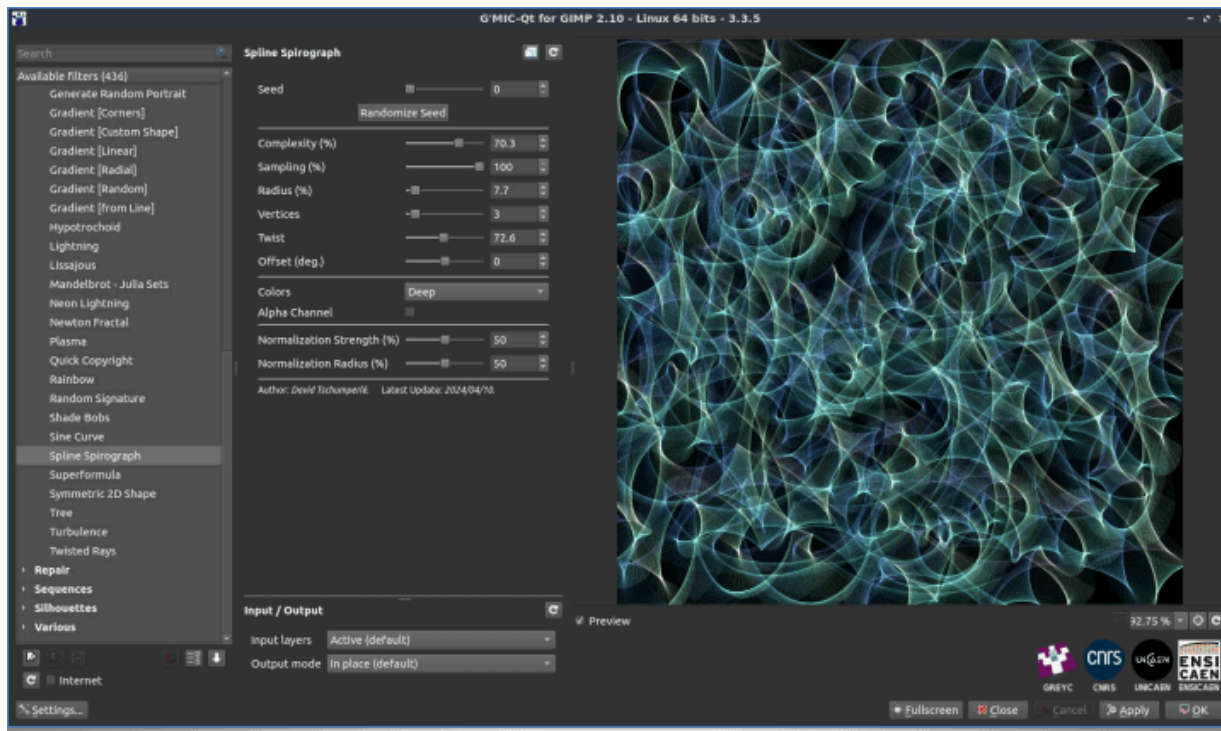 G'MIC-Qt for GIMP 2.10 - Linux 64 bits - 3.3.5
Search
Available filters (436)
Generate Random Portrait
Gradient [Corners]
Gradient [Custom Shape]
Gradient [Linear]
Gradient [Radial]
Gradient [Random]
Gradient [from Line]
Hypotrochoid
Lightning
Lissajous
Mandelbrot - Julia Sets
Neon Lightning
Newton Fractal
Plasma
Quick Copyright
Rainbow
Random Signature
Shade Bobs
Sine Curve
Spline Spirograph
Superformula
Symmetric 2D Shape
Tree
Turbulence
Twisted Rays
Repair
Sequences
Silhouettes
Various
Internet
Settings...
Spline Spirograph
Seed 0
Randomize Seed
Complexity (%) 70.3
Sampling (%) 100
Radius (%) 7.7
Vertices 3
Twist 72.6
Offset (deg.) 0
Colors Deep
Alpha Channel
Normalization Strength (%) 50
Normalization Radius (%) 50
Author: David Tschumperlé. Latest Update: 2024/04/10.
Input / Output
Input layers Active (default)
Output mode In place (default)
Preview
92.75 %
CNRS UNICAEN ENSI
CAEN
GREYC CNRS UNICAEN ENSICAEN
Fullscreen Close Cancel Apply OK